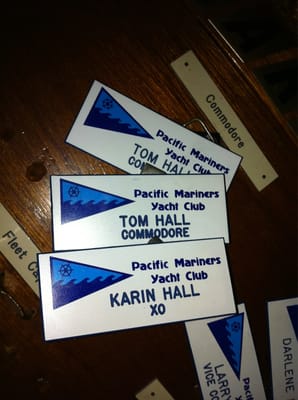 Commodore
Pacific Mariners
Yacht Club
TOM HALL
Pacific Mariners
Yacht Club
TOM HALL
COMMODORE
Pacific Mariners
Yacht Club
KARIN HALL
XO
Fleet
LARRY
VICE
DARLENE